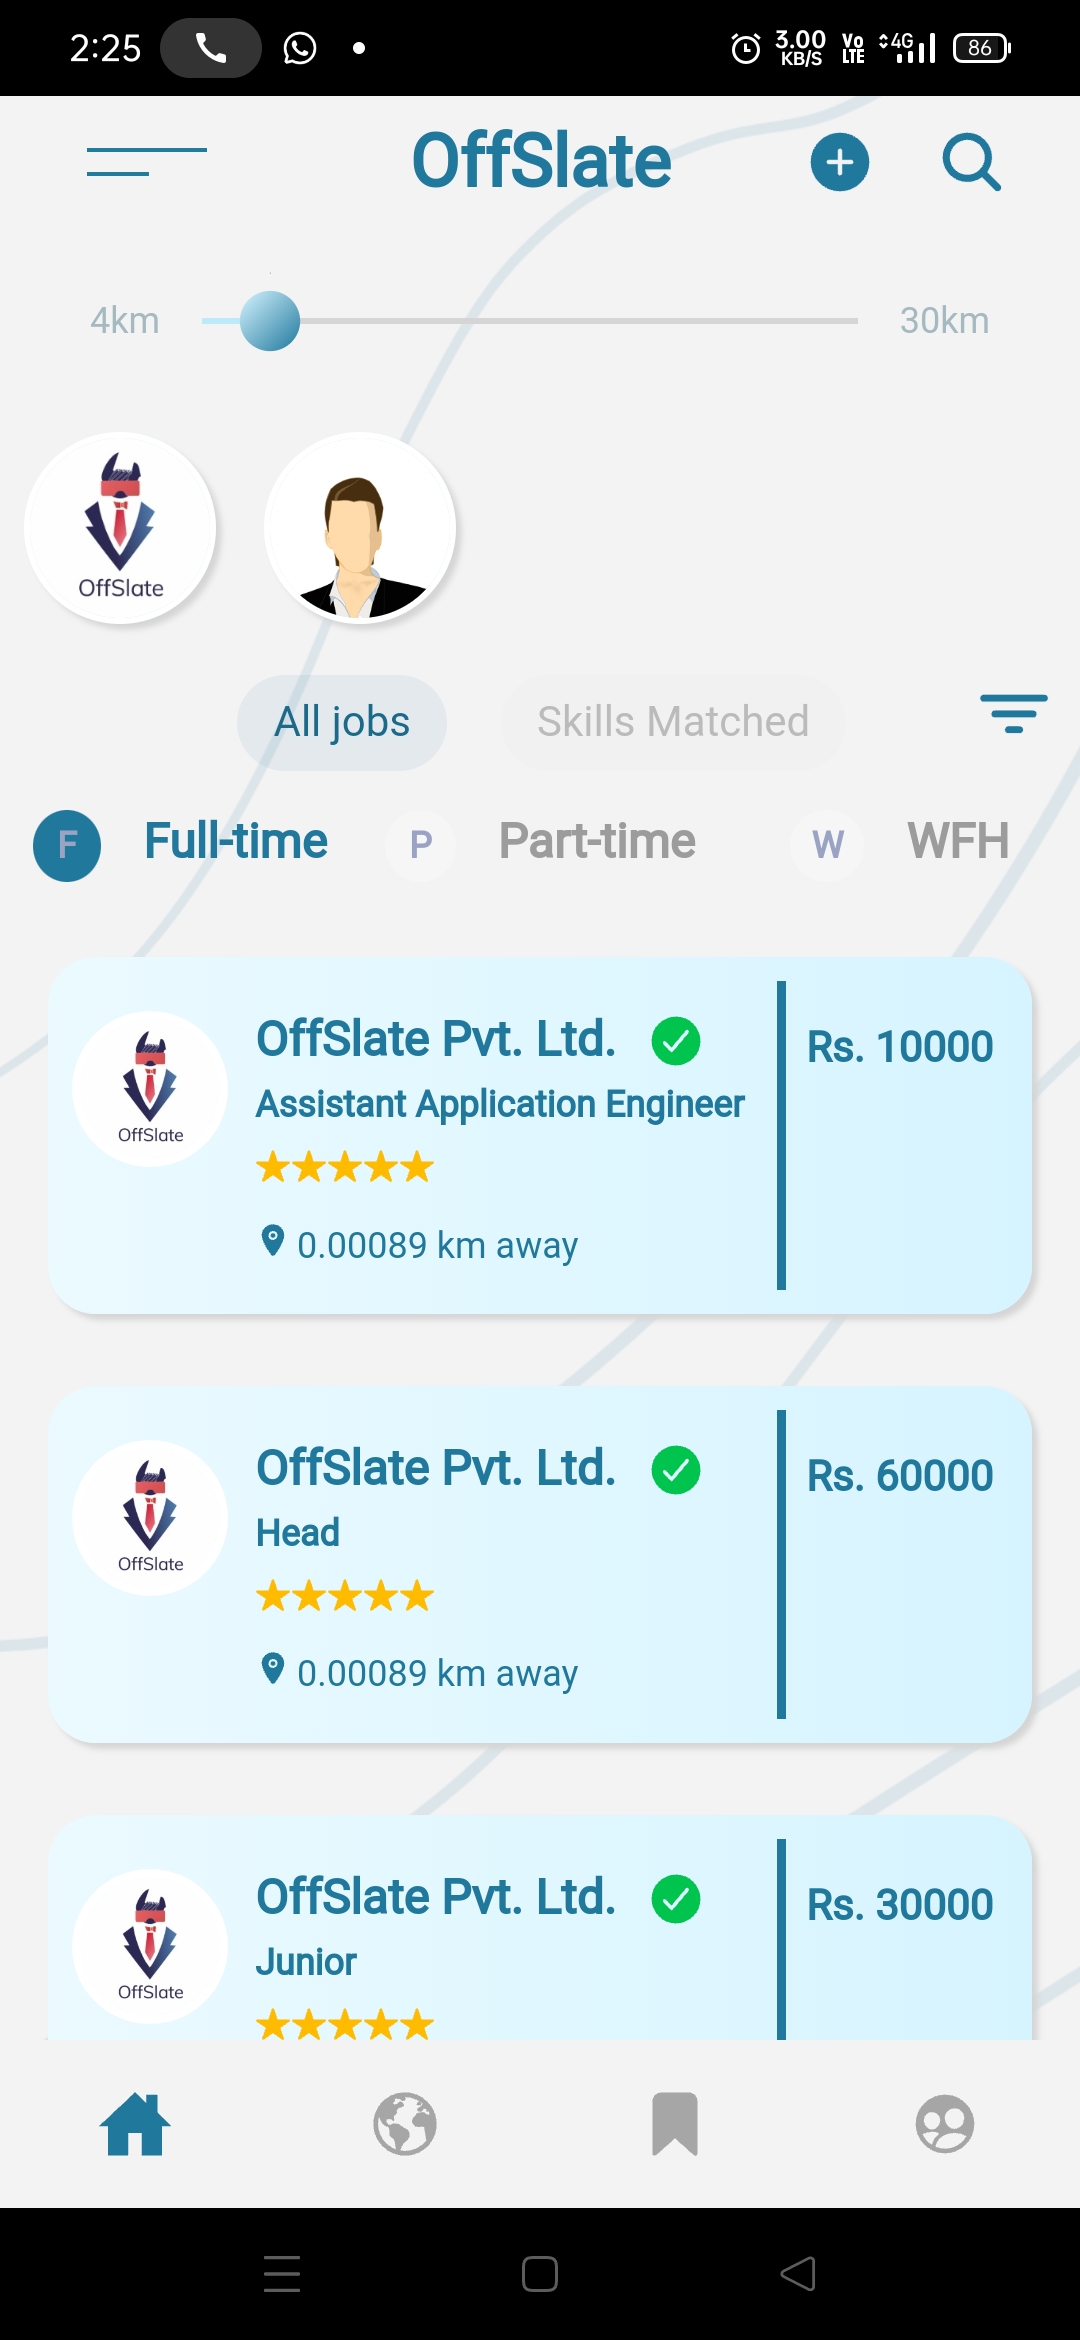 2:25
3.00 KB/S
Vo LTE
4G
86
OffSlate
4km
30km
OffSlate
All jobs
Skills Matched
F Full-time
P Part-time
W WFH
OffSlate Pvt. Ltd.
Rs. 10000
Assistant Application Engineer
OffSlate
0.00089 km away
OffSlate Pvt. Ltd.
Rs. 60000
Head
OffSlate
0.00089 km away
OffSlate Pvt. Ltd.
Rs. 30000
Junior
OffSlate